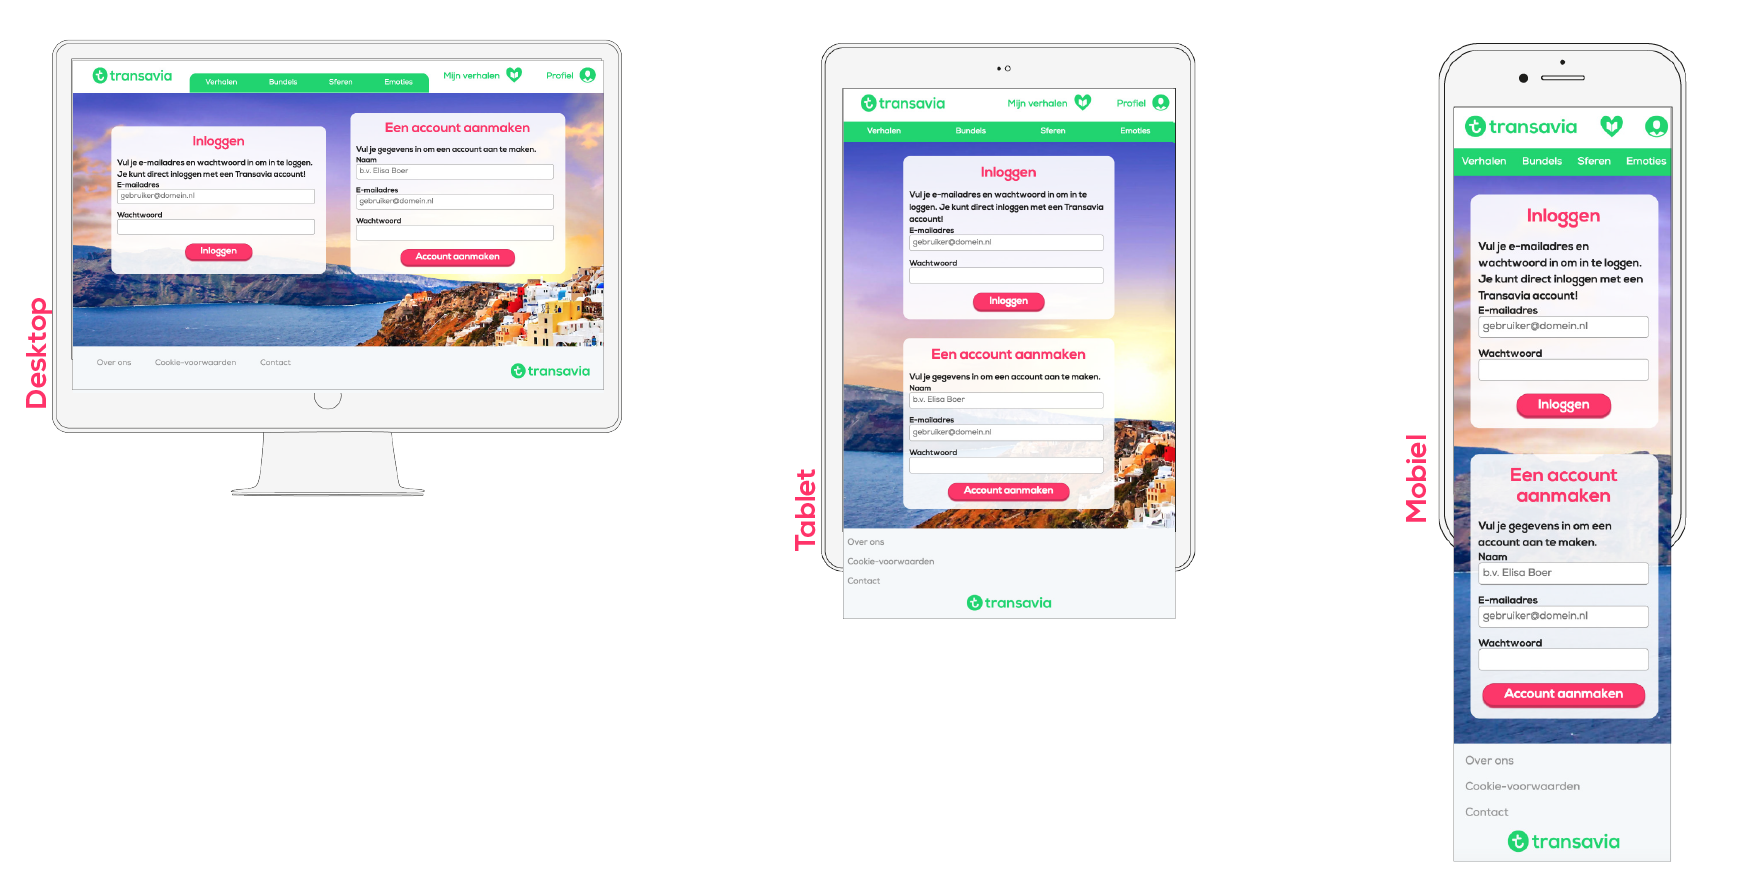 Desktop
transavia
Verhalen Bundels Sferen Emoties
Mijn verhalen
Profiel
Inloggen
Vul je e-mailadres en wachtwoord in om in te loggen.
Je kunt direct inloggen met een Transavia account!
E-mailadres
gebruiker@domein.nl
Wachtwoord
Inloggen
Een account aanmaken
Vul je gegevens in om een account aan te maken.
Naam
b.v. Elisa Boer
E-mailadres
gebruiker@domein.nl
Wachtwoord
Account aanmaken
Over ons Cookie-voorwaarden Contact
transavia
Tablet
transavia
Mijn verhalen
Profiel
Verhalen Bundels Sferen Emoties
Inloggen
Vul je e-mailadres en wachtwoord in om in te
loggen. Je kunt direct inloggen met een Transavia
account!
E-mailadres
gebruiker@domein.nl
Wachtwoord
Inloggen
Een account aanmaken
Vul je gegevens in om een account aan te maken.
Naam
b.v. Elisa Boer
E-mailadres
gebruiker@domein.nl
Wachtwoord
Account aanmaken
Over ons
Cookie-voorwaarden
Contact
transavia
Mobiel
transavia
Verhalen Bundels Sferen Emoties
Inloggen
Vul je e-mailadres en
wachtwoord in om in te loggen.
Je kunt direct inloggen met een
Transavia account!
E-mailadres
gebruiker@domein.nl
Wachtwoord
Inloggen
Een account
aanmaken
Vul je gegevens in om een
account aan te maken.
Naam
b.v. Elisa Boer
E-mailadres
gebruiker@domein.nl
Wachtwoord
Account aanmaken
Over ons
Cookie-voorwaarden
Contact
transavia